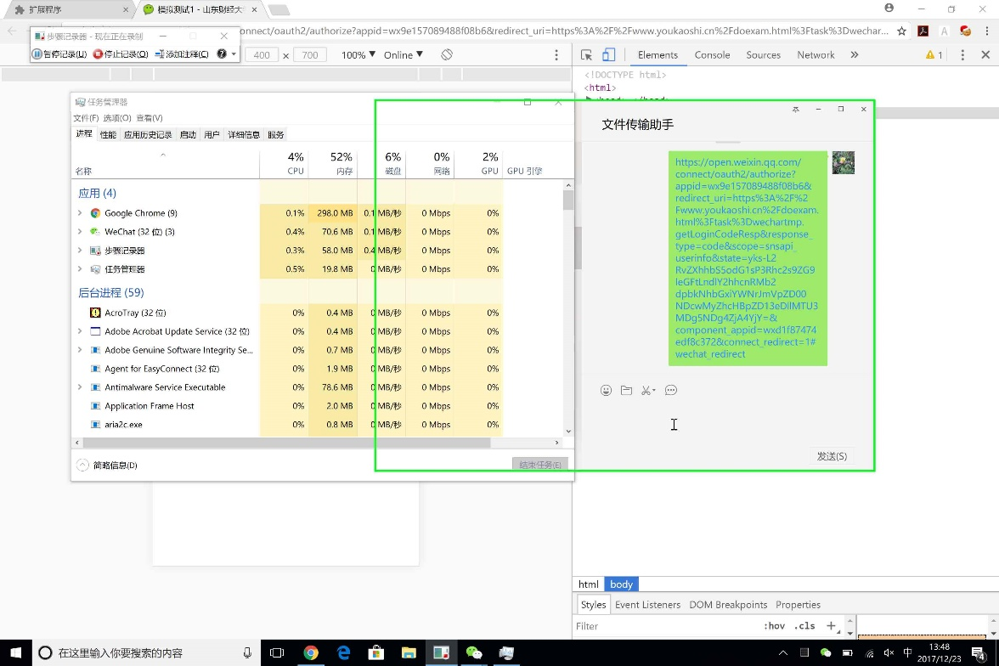 扩展程序
模拟测试1 - 山东财经大
步骤记录器 - 现在正在录制
connect/oauth2/authorize?appid=wx9e157089488f08b6&redirect_uri=https%3A%2F%2Fwww.youkaoshi.cn%2Fdoexam.html%3Ftask%3Dwechar...
暂停记录(U) 停止记录(O) 添加注释(C)
400 × 700 100% Online
Elements Console Sources Network » 1
<!DOCTYPE html>
<html>
任务管理器
文件(F) 选项(O) 查看(V)
进程 性能 应用历史记录 启动 用户 详细信息 服务
4% 52% 6% 0% 2%
名称 CPU 内存 磁盘 网络 GPU GPU 引擎
应用 (4)
Google Chrome (9) 0.1% 298.0 MB 0.1 MB/秒 0 Mbps 0%
WeChat (32 位) (3) 0.4% 70.6 MB 0.1 MB/秒 0 Mbps 0%
步骤记录器 0.3% 58.0 MB 0.4 MB/秒 0 Mbps 0%
任务管理器 0.5% 19.8 MB 0 MB/秒 0 Mbps 0%
后台进程 (59)
AcroTray (32 位) 0% 0.4 MB 0 MB/秒 0 Mbps 0%
Adobe Acrobat Update Service (32 位) 0% 0.4 MB 0 MB/秒 0 Mbps 0%
Adobe Genuine Software Integrity Se... 0% 0.7 MB 0 MB/秒 0 Mbps 0%
Agent for EasyConnect (32 位) 0% 1.9 MB 0 MB/秒 0 Mbps 0%
Antimalware Service Executable 0% 78.6 MB 0 MB/秒 0 Mbps 0%
Application Frame Host 0% 2.0 MB 0 MB/秒 0 Mbps 0%
aria2c.exe 0% 0.8 MB 0 MB/秒 0 Mbps 0%
简略信息(D) 结束任务(E)
文件传输助手
https://open.weixin.qq.com/
connect/oauth2/authorize?
appid=wx9e157089488f08b6&
redirect_uri=https%3A%2F%2
Fwww.youkaoshi.cn%2Fdoexam.
html%3Ftask%3Dwechartmp.
getLoginCodeResp&response_
type=code&scope=snsapi_
userinfo&state=yks-L2
RvZXhhbS5odG1sP3Rhc2s9ZG9
leGFtLndlY2hhcnRMb2
dpbkNhbGxiYWNrJmVpZD00
NDcwMyZhcHBpZD13eDllMTU3
MDg5NDg4ZjA4YjY=&
component_appid=wxd1f87474
edf8c372&connect_redirect=1#
wechat_redirect
发送(S)
html body
Styles Event Listeners DOM Breakpoints Properties
Filter :hov .cls +
在这里输入你要搜索的内容
中 13:48
2017/12/23
4